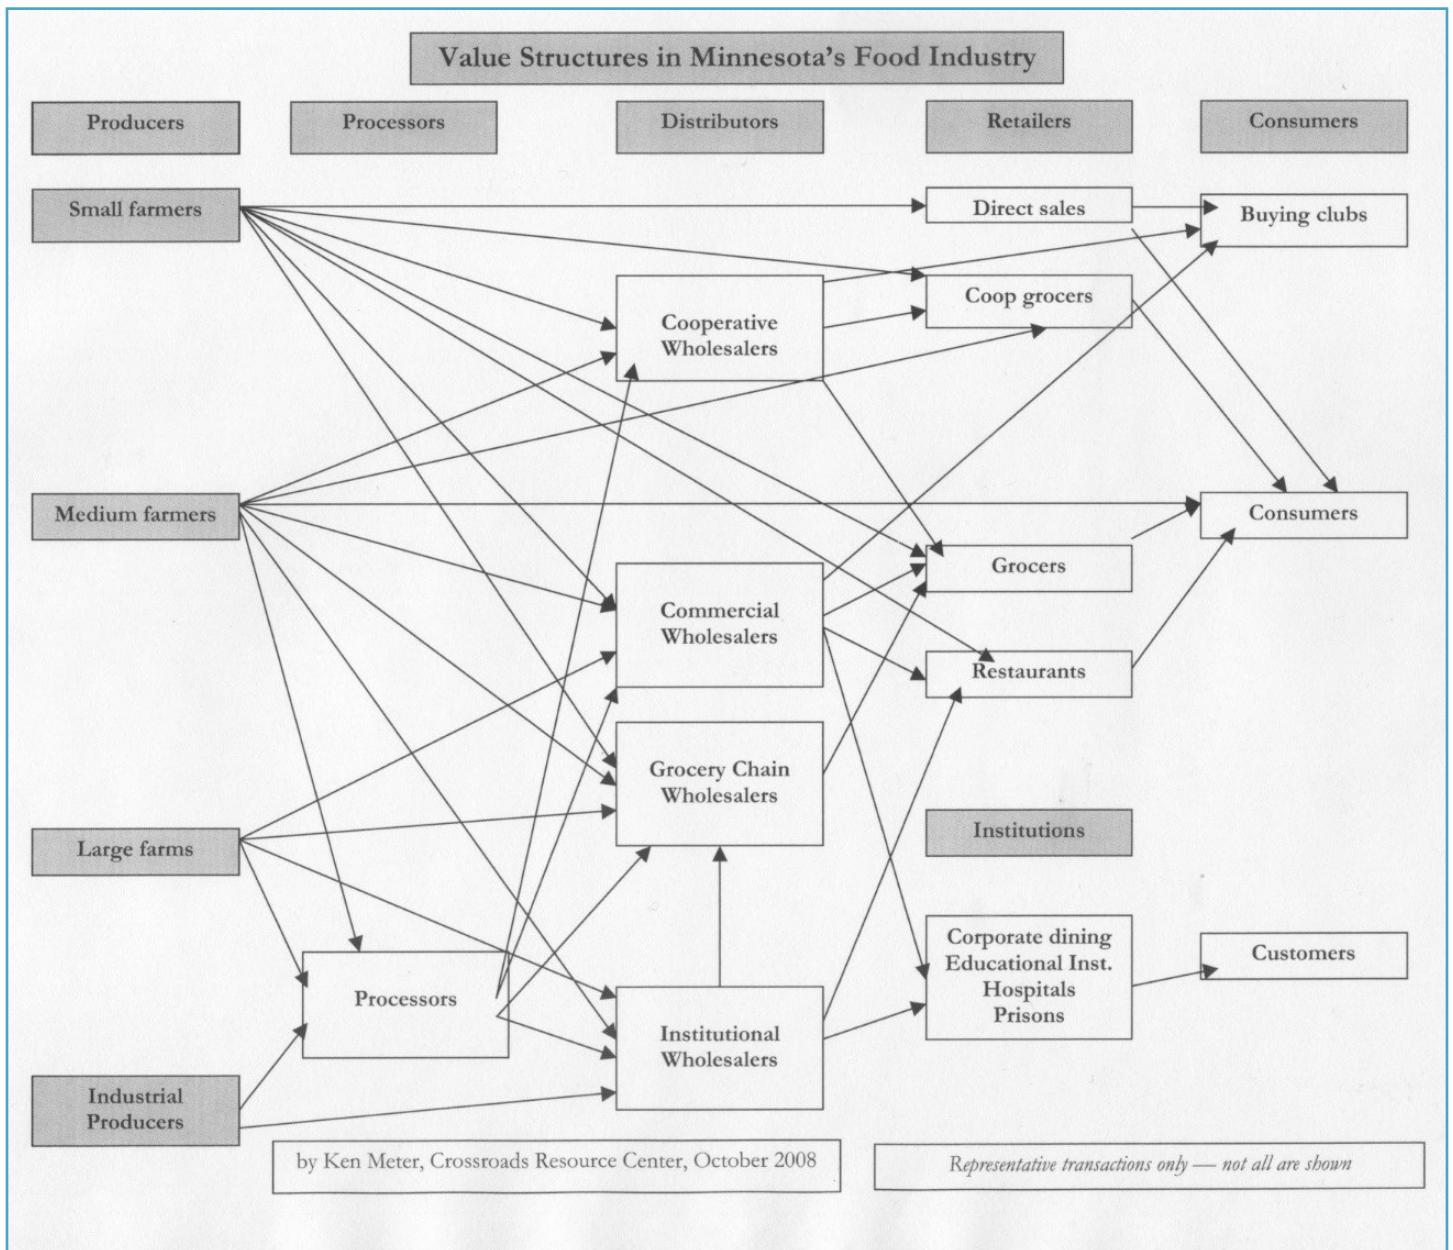 Value Structures in Minnesota's Food Industry
Producers
Processors
Distributors
Retailers
Consumers
Small farmers
Direct sales
Buying clubs
Cooperative
Wholesalers
Coop grocers
Medium farmers
Consumers
Commercial
Wholesalers
Grocers
Restaurants
Grocery Chain
Wholesalers
Large farms
Institutions
Processors
Institutional
Wholesalers
Corporate dining
Educational Inst.
Hospitals
Prisons
Customers
Industrial
Producers
by Ken Meter, Crossroads Resource Center, October 2008
Representative transactions only — not all are shown